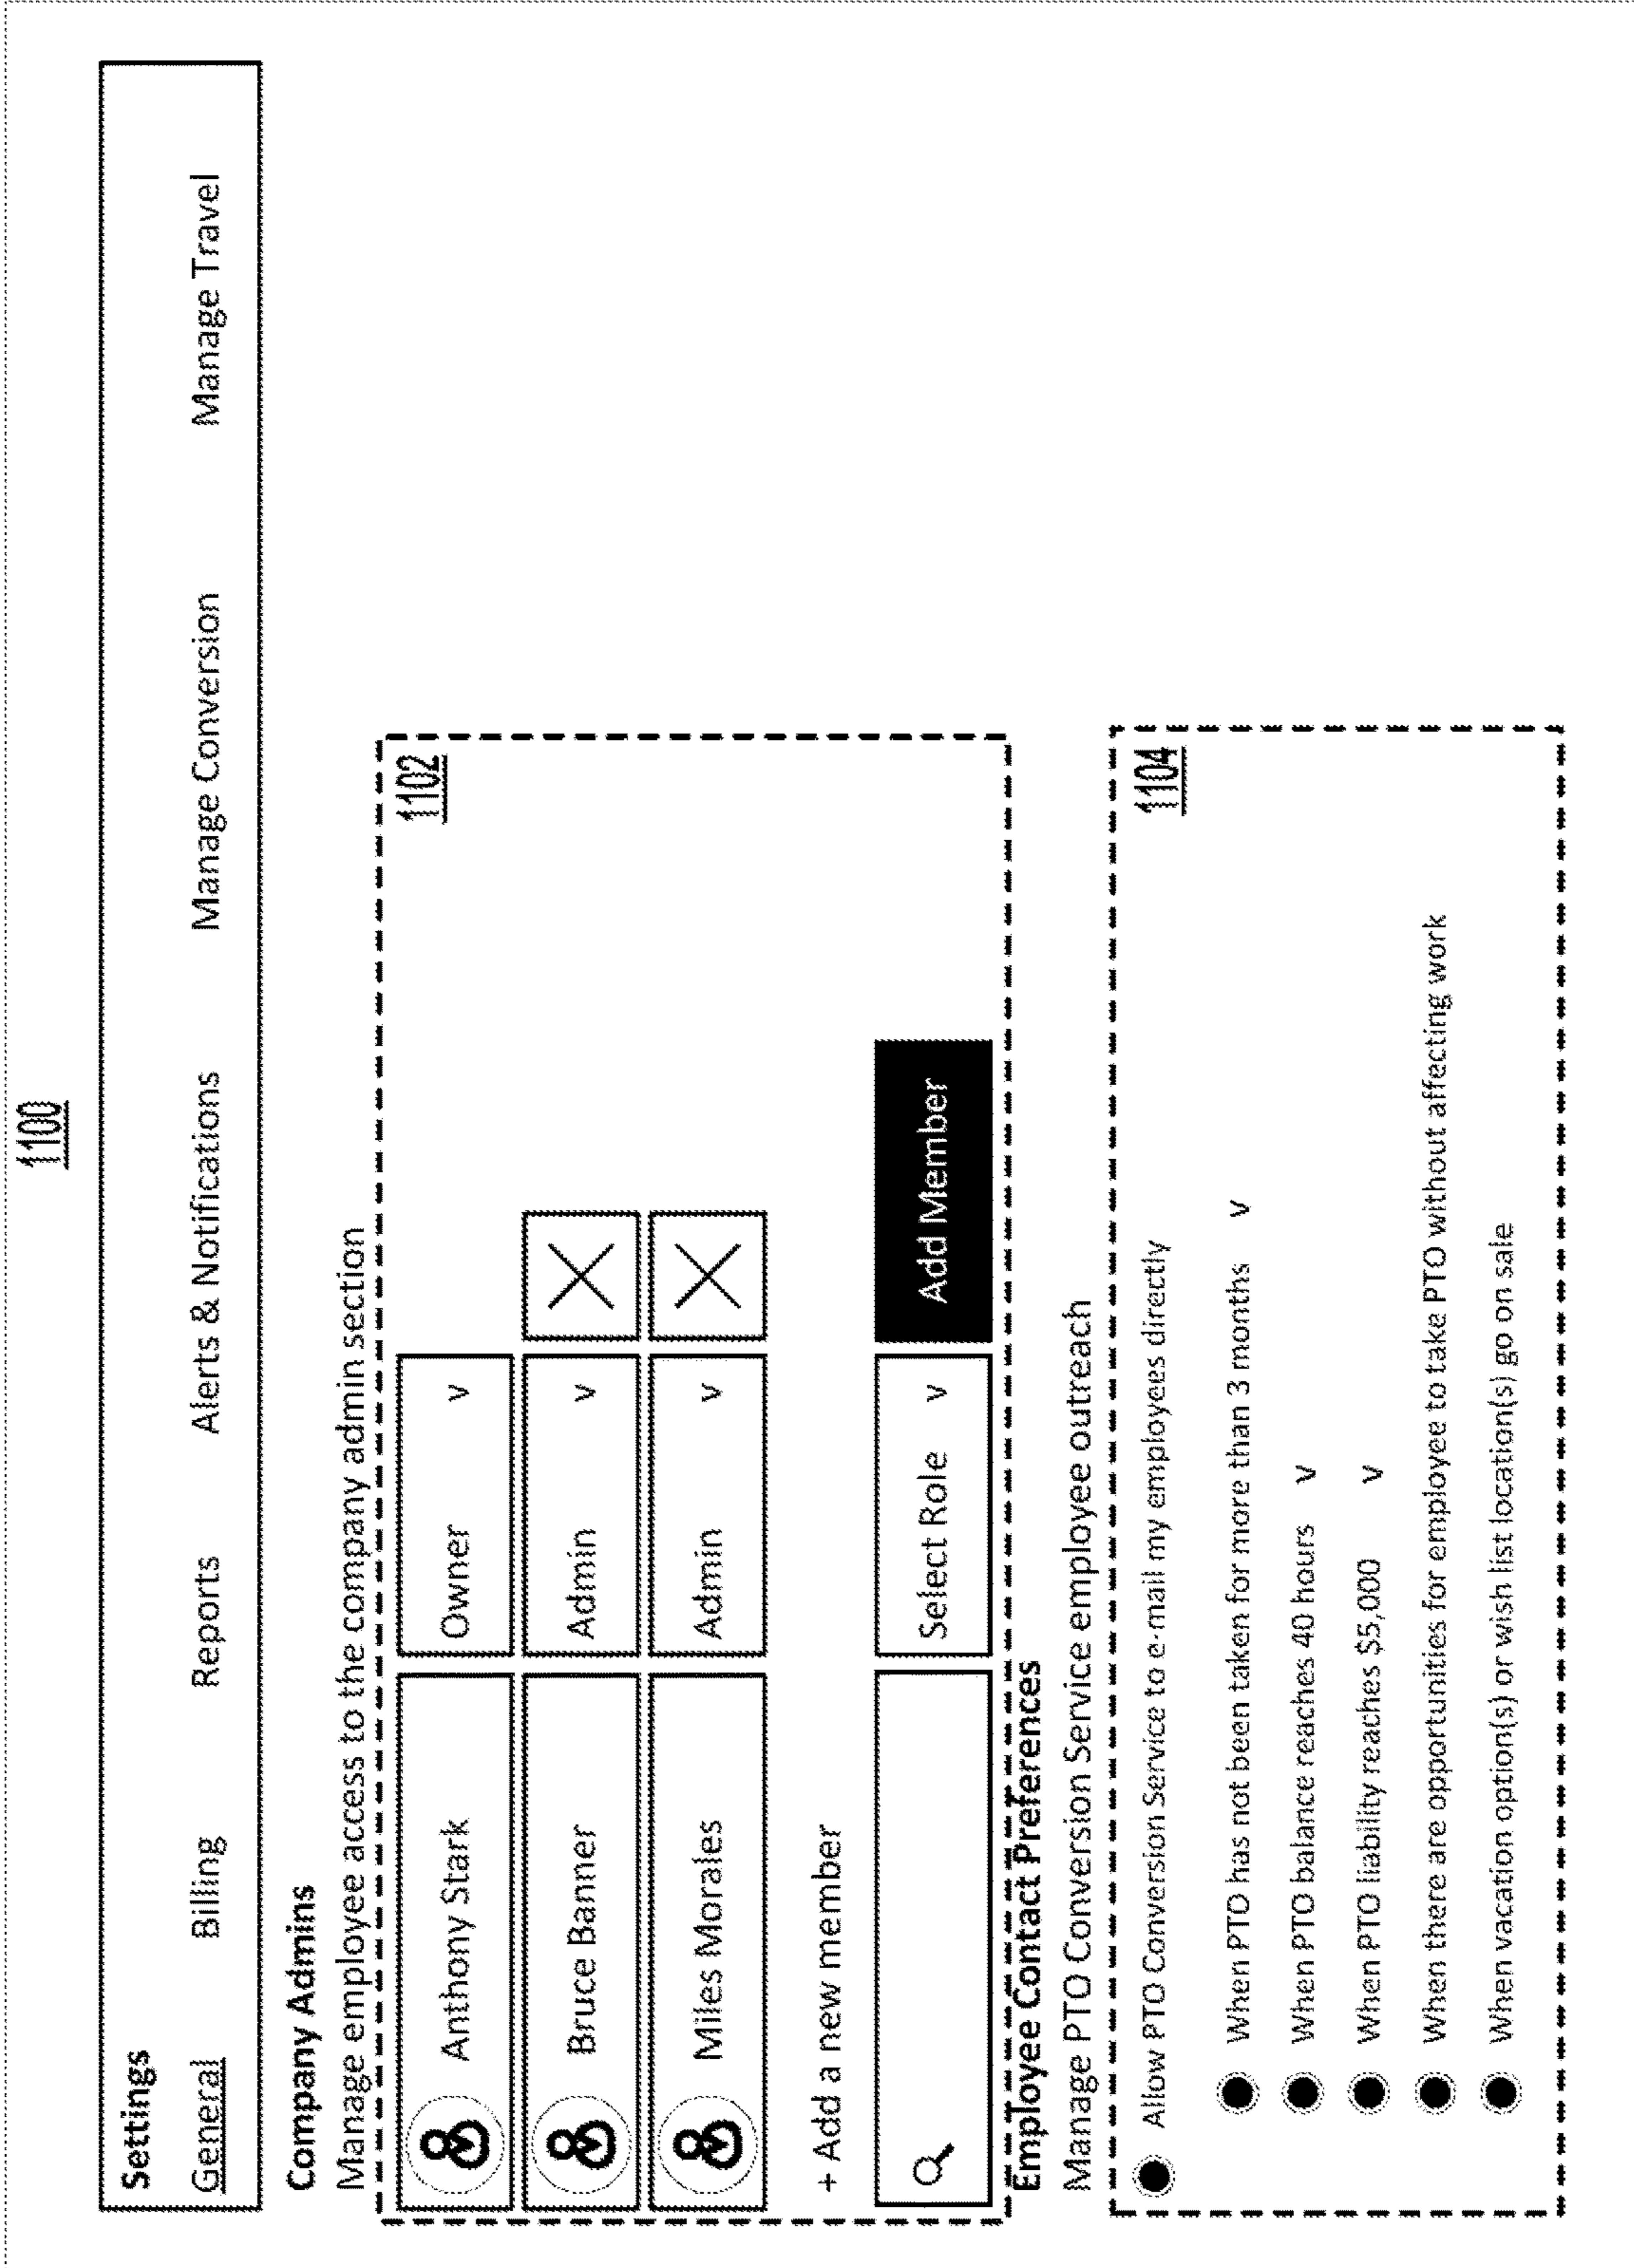 1100
Settings
General Billing Reports Alerts & Notifications Manage Conversion Manage Travel
Company Admins
Manage employee access to the company admin section
1102
Anthony Stark Owner v
Bruce Banner Admin v
Miles Morales Admin v
+ Add a new member
Select Role v Add Member
Employee Contact Preferences
Manage PTO Conversion Service employee outreach
1104
Allow PTO Conversion Service to e-mail my employees directly
When PTO has not been taken for more than 3 months v
When PTO balance reaches 40 hours v
When PTO liability reaches $5,000 v
When there are opportunities for employee to take PTO without affecting work
When vacation option(s) or wish list location(s) go on sale